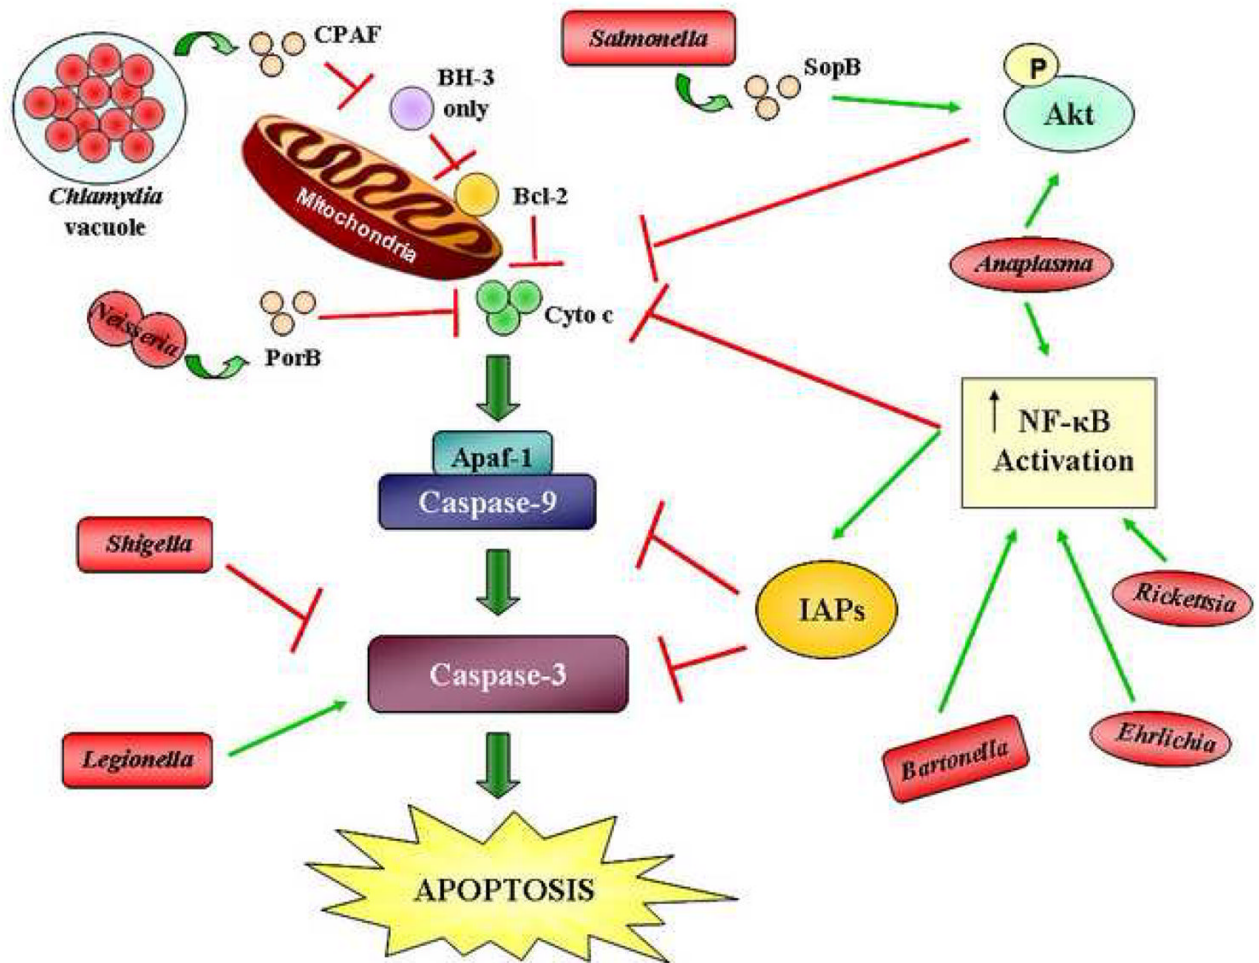 CPAF
Salmonella
SopB
P
Akt
BH-3
only
Chlamydia
vacuole
Mitochondria
Bcl-2
Anaplasma
Neisseria
PorB
Cyto c
NF-κB
Activation
Apaf-1
Caspase-9
Shigella
IAPs
Rickettsia
Caspase-3
Legionella
Bartonella
Ehrlichia
APOPTOSIS